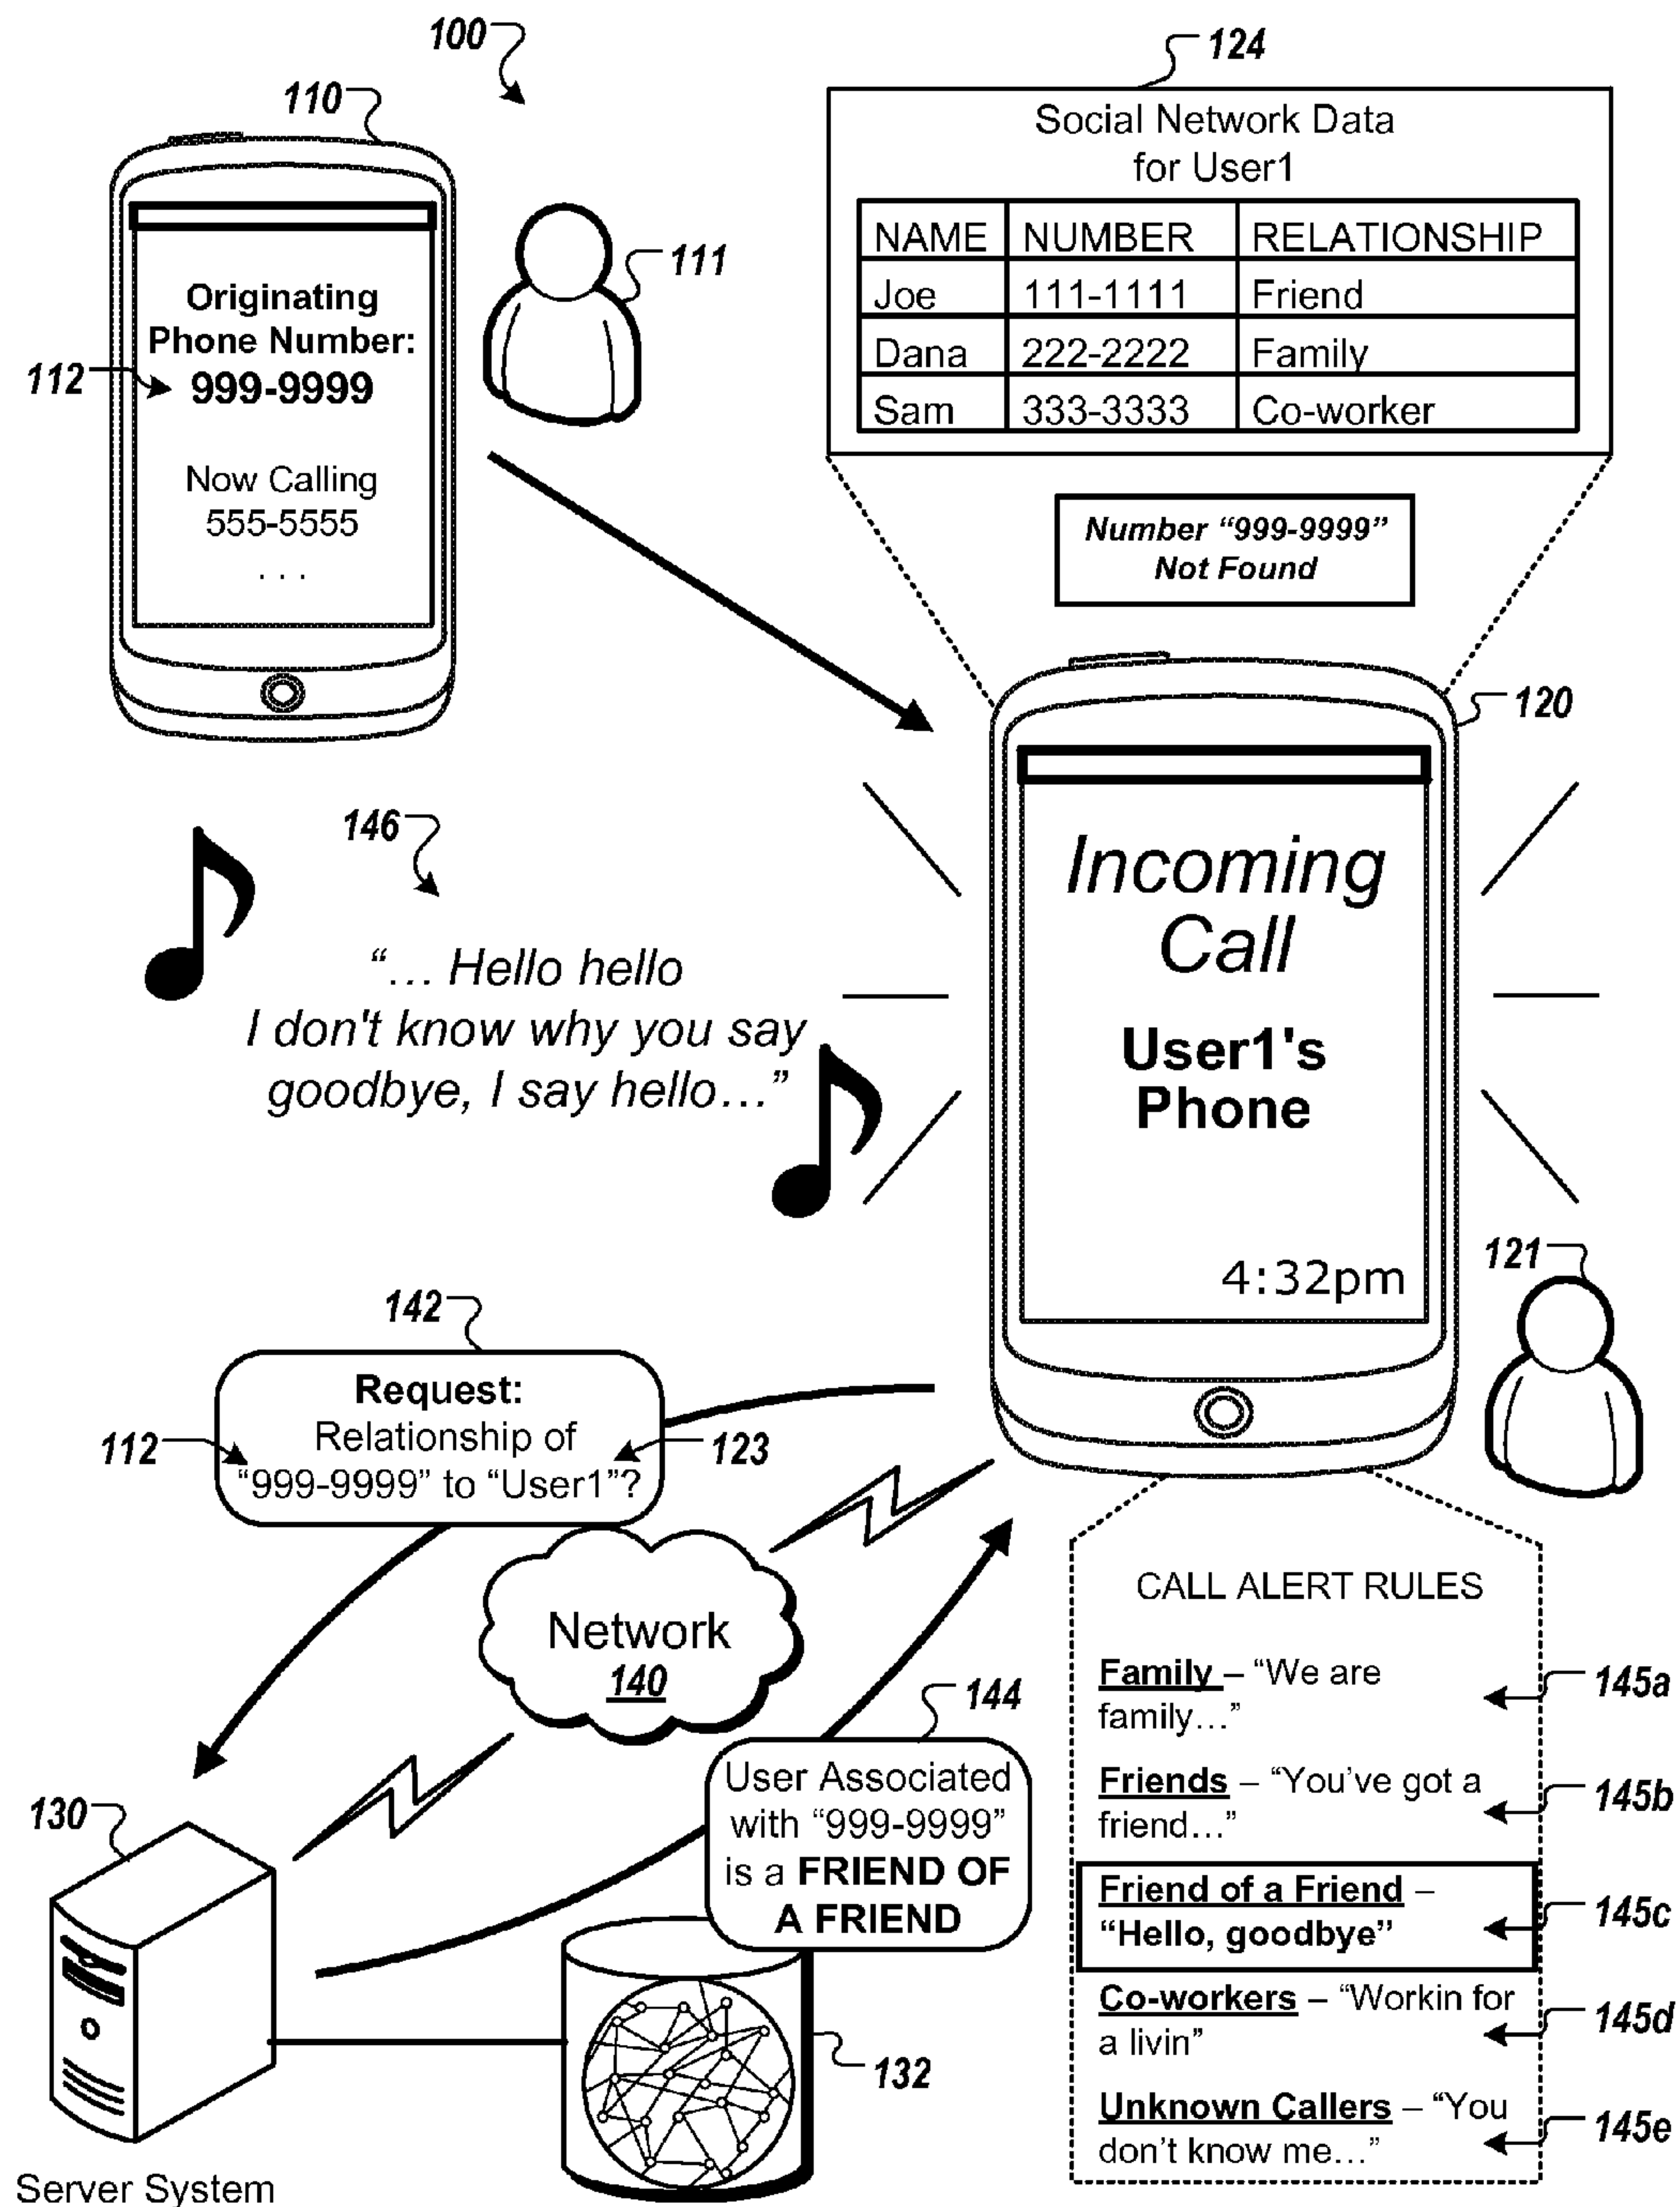 100
110
Originating
Phone Number:
112
999-9999
Now Calling
555-5555
. . .
111
124
Social Network Data
for User1
NAME NUMBER RELATIONSHIP
Joe 111-1111 Friend
Dana 222-2222 Family
Sam 333-3333 Co-worker
Number “999-9999”
Not Found
120
Incoming
Call
User1's
Phone
4:32pm
121
146
“… Hello hello
I don't know why you say
goodbye, I say hello…”
142
Request:
Relationship of
“999-9999” to “User1”?
112
123
Network
140
144
User Associated
with “999-9999”
is a FRIEND OF
A FRIEND
130
Server System
132
CALL ALERT RULES
Family – “We are
family…”
145a
Friends – “You’ve got a
friend…”
145b
Friend of a Friend –
“Hello, goodbye”
145c
Co-workers – “Workin for
a livin”
145d
Unknown Callers – “You
don’t know me…”
145e